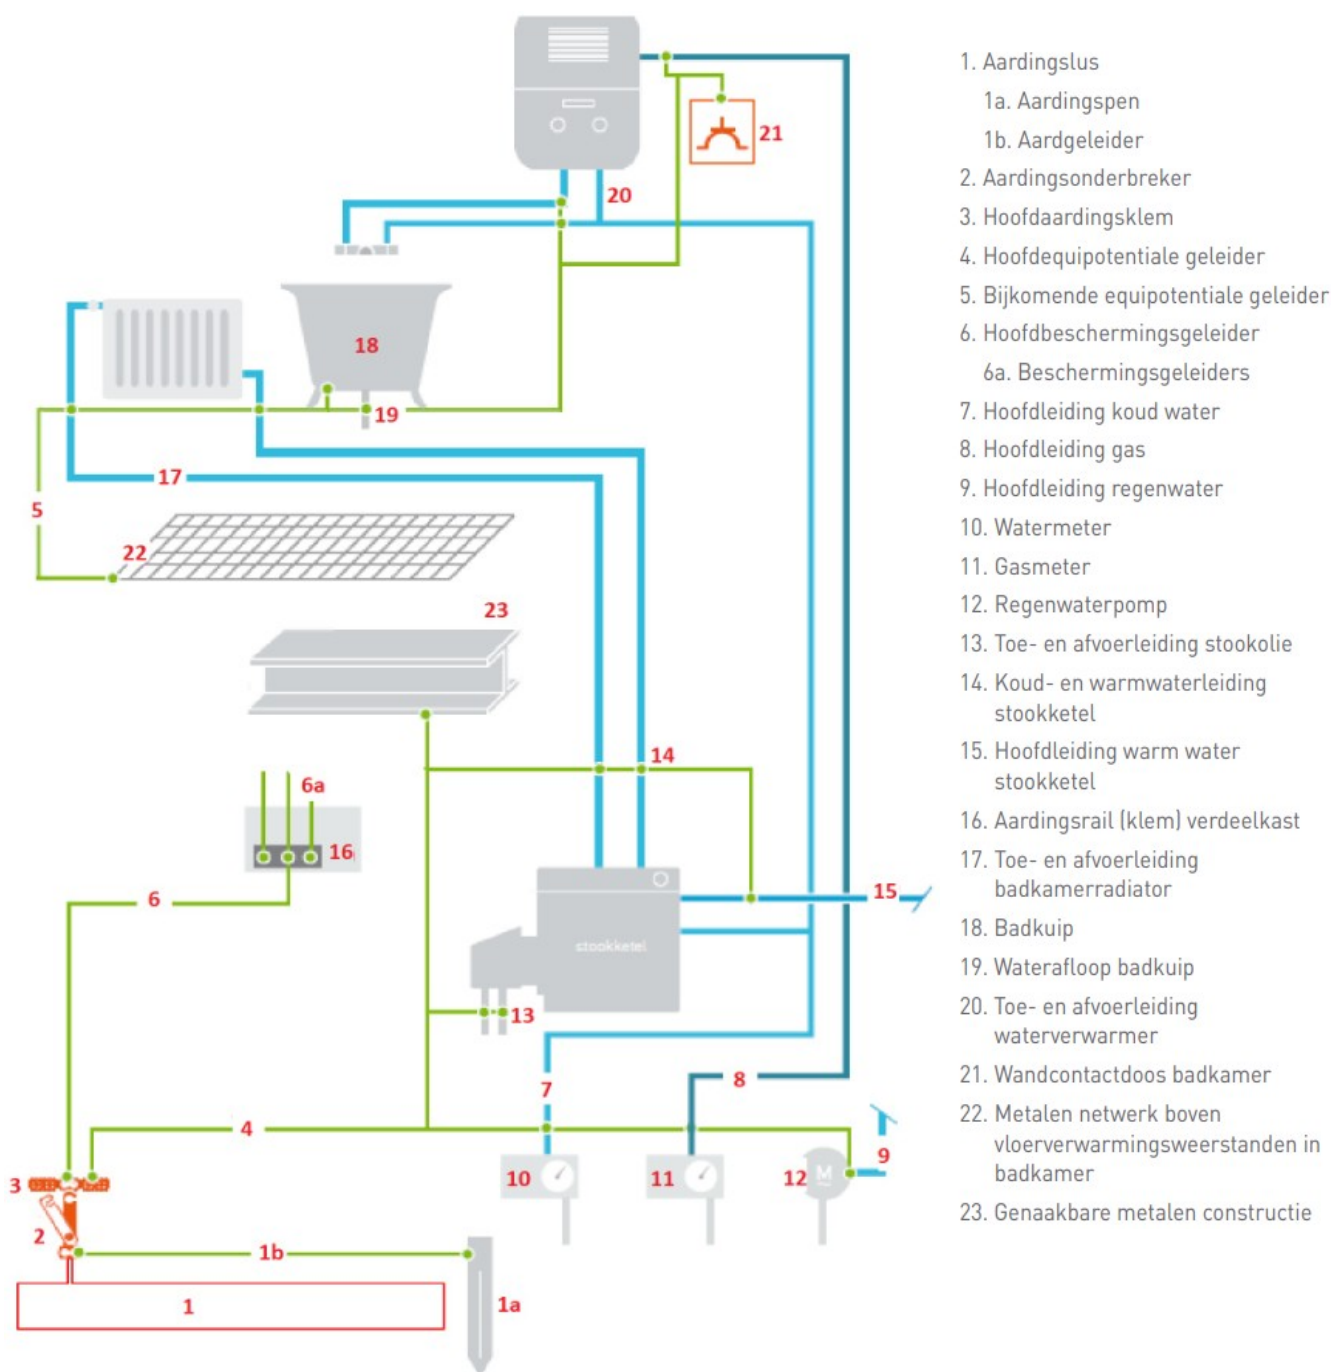 21
20
18
19
17
5
22
23
14
6a
16
6
15
stookketel
13
7
8
4
9
10
11
12
M
3
2
1b
1
1a
1. Aardingslus
1a. Aardingspen
1b. Aardgeleider
2. Aardingsonderbreker
3. Hoofdaardingsklem
4. Hoofdequipotentiale geleider
5. Bijkomende equipotentiale geleider
6. Hoofdbeschermingsgeleider
6a. Beschermingsgeleiders
7. Hoofdleiding koud water
8. Hoofdleiding gas
9. Hoofdleiding regenwater
10. Watermeter
11. Gasmeter
12. Regenwaterpomp
13. Toe- en afvoerleiding stookolie
14. Koud- en warmwaterleiding
stookketel
15. Hoofdleiding warm water
stookketel
16. Aardingsrail (klem) verdeelkast
17. Toe- en afvoerleiding
badkamerradiator
18. Badkuip
19. Waterafloop badkuip
20. Toe- en afvoerleiding
waterverwarmer
21. Wandcontactdoos badkamer
22. Metalen netwerk boven
vloerverwarmingsweerstanden in
badkamer
23. Genaakbare metalen constructie